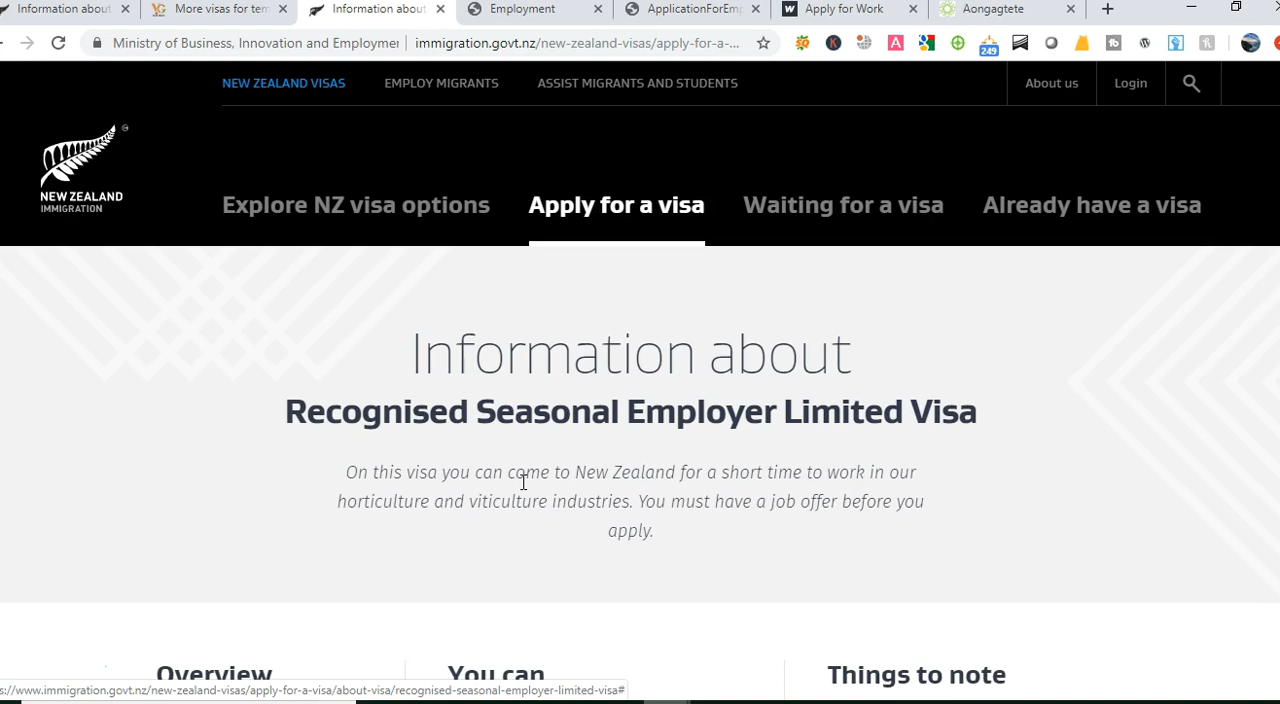 Information about
More visas for tem
Information about
Employment
ApplicationForEmp
Apply for Work
Aongagtete
Ministry of Business Innovation and Employmer
immigration.govt.nz/new-zealand-visas/apply-for-a-...
249
NEW ZEALAND VISAS
EMPLOY MIGRANTS
ASSIST MIGRANTS AND STUDENTS
About us
Login
NEW ZEALAND
IMMIGRATION
Explore NZ visa options
Apply for a visa
Waiting for a visa
Already have a visa
Information about
Recognised Seasonal Employer Limited Visa
On this visa you can come to New Zealand for a short time to work in our
horticulture and viticulture industries. You must have a job offer before you
apply.
Overview
You can
Things to note
s://www.immigration.govt.nz/new-zealand-visas/apply-for-a-visa/about-visa/recognised-seasonal-employer-limited-visa#